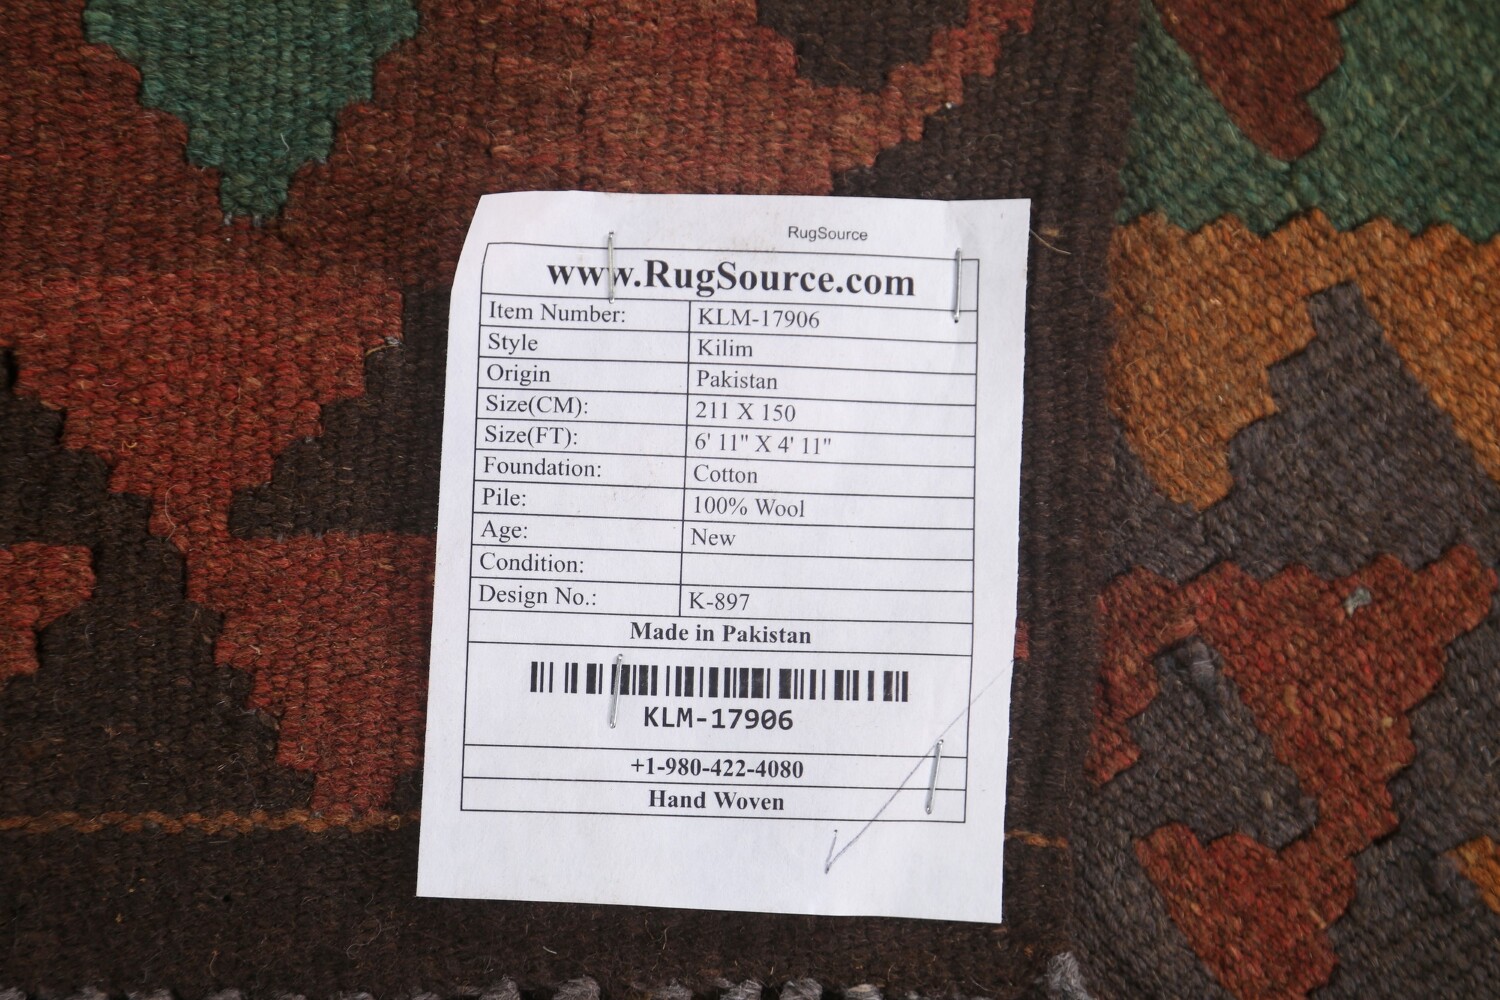 RugSource
www.RugSource.com
Item Number: KLM-17906
Style Kilim
Origin Pakistan
Size(CM): 211 X 150
Size(FT): 6' 11" X 4' 11"
Foundation: Cotton
Pile: 100% Wool
Age: New
Condition:
Design No.: K-897
Made in Pakistan
KLM-17906
+1-980-422-4080
Hand Woven